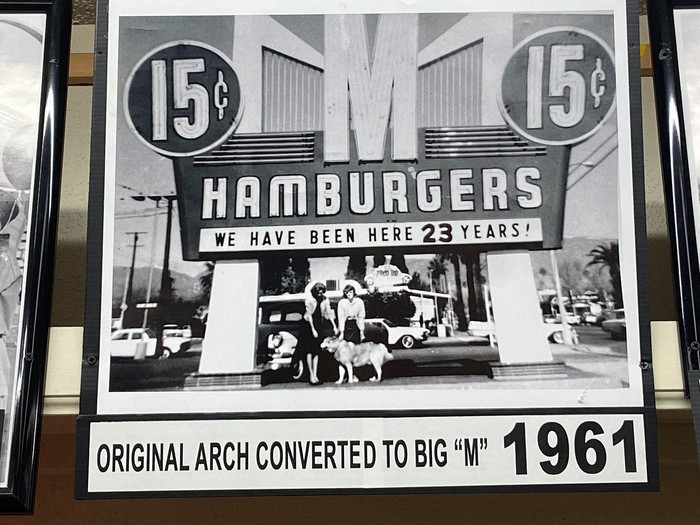 15¢ M 15¢
HAMBURGERS
WE HAVE BEEN HERE 23 YEARS!
ORIGINAL ARCH CONVERTED TO BIG “M” 1961